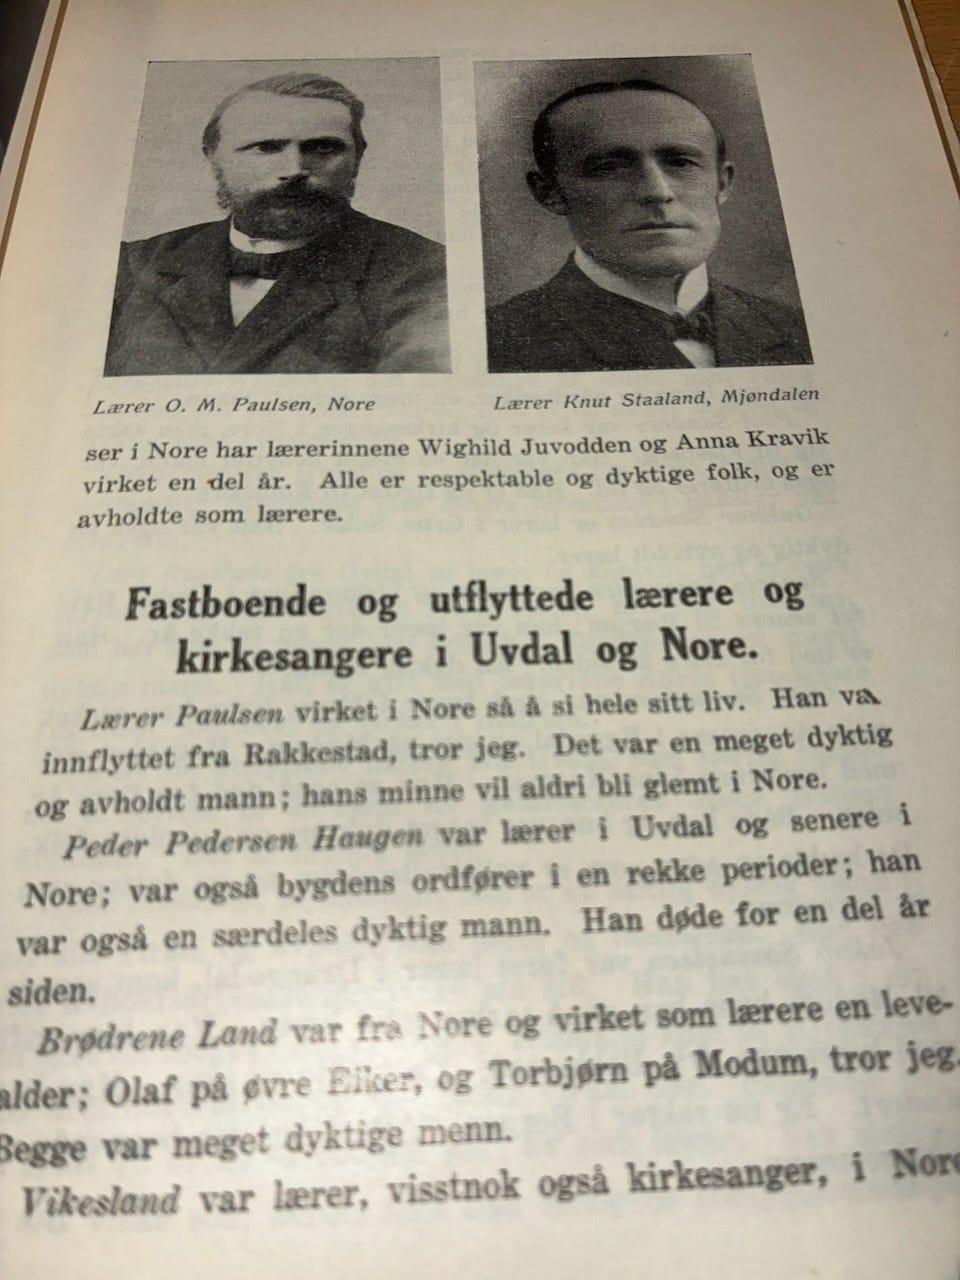 Lærer O. M. Paulsen, Nore
Lærer Knut Staaland, Mjøndalen
ser i Nore har lærerinnene Wighild Juvodden og Anna Kravik
virket en del år. Alle er respektable og dyktige folk, og er
avholdte som lærere.
Fastboende og utflyttede lærere og
kirkesangere i Uvdal og Nore.
Lærer Paulsen virket i Nore så å si hele sitt liv. Han va
innflyttet fra Rakkestad, tror jeg. Det var en meget dyktig
og avholdt mann; hans minne vil aldri bli glemt i Nore.
Peder Pedersen Haugen var lærer i Uvdal og senere i
Nore; var også bygdens ordfører i en rekke perioder; han
var også en særdeles dyktig mann. Han døde for en del år
siden.
Brødrene Land var fra Nore og virket som lærere en leve-
alder; Olaf på øvre Eiker, og Torbjørn på Modum, tror jeg.
Begge var meget dyktige menn.
Vikesland var lærer, visstnok også kirkesanger, i Nore